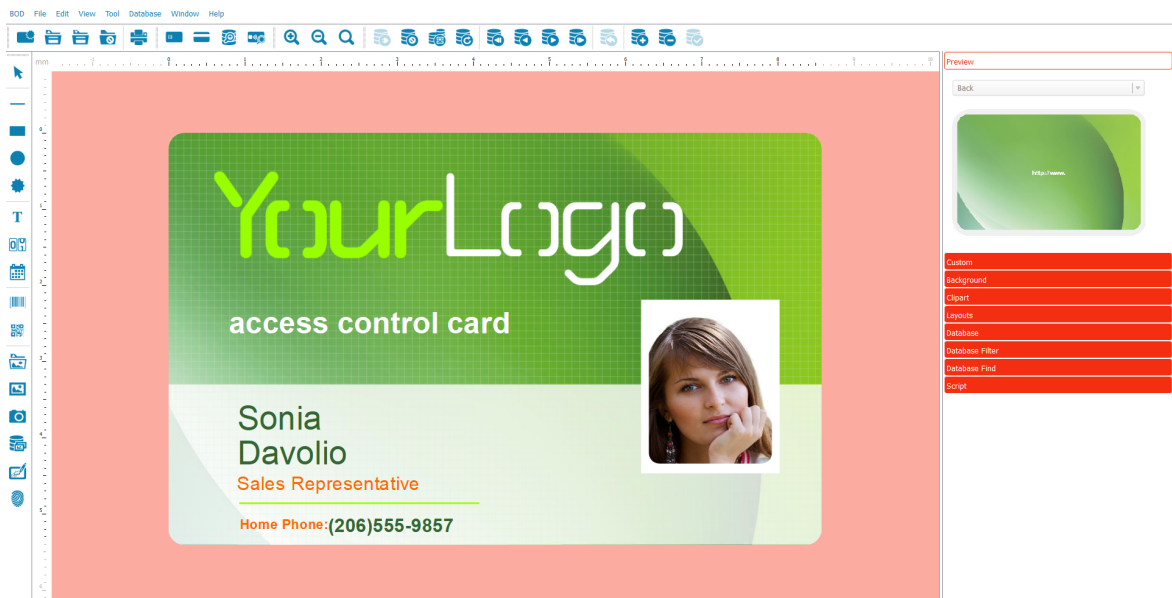 BOD File Edit View Tool Database Window Help
mm
Preview
Back
http://www.
Custom
Background
Clipart
Layouts
Database
Database Filter
Database Find
Script
YourLogo
access control card
Sonia
Davolio
Sales Representative
Home Phone:(206)555-9857